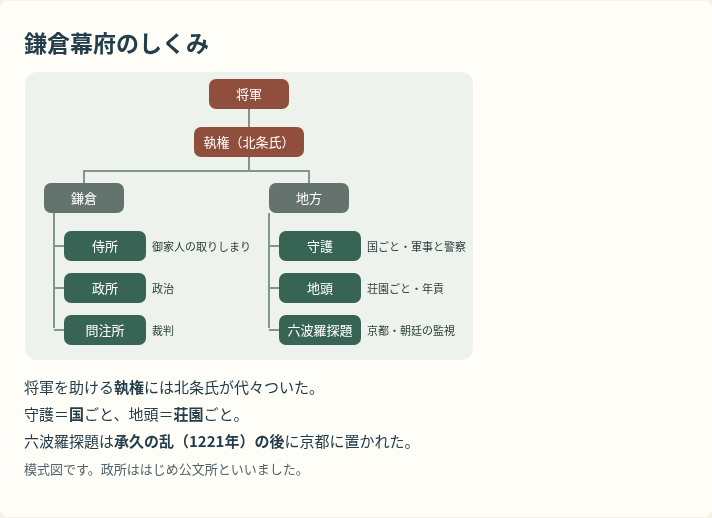 鎌倉幕府のしくみ
将軍
執権（北条氏）
鎌倉
地方
侍所
御家人の取りしまり
守護
国ごと・軍事と警察
政所
政治
地頭
荘園ごと・年貢
問注所
裁判
六波羅探題
京都・朝廷の監視
将軍を助ける執権には北条氏が代々ついた。
守護＝国ごと、地頭＝荘園ごと。
六波羅探題は承久の乱（1221年）の後に京都に置かれた。
模式図です。政所ははじめ公文所といいました。